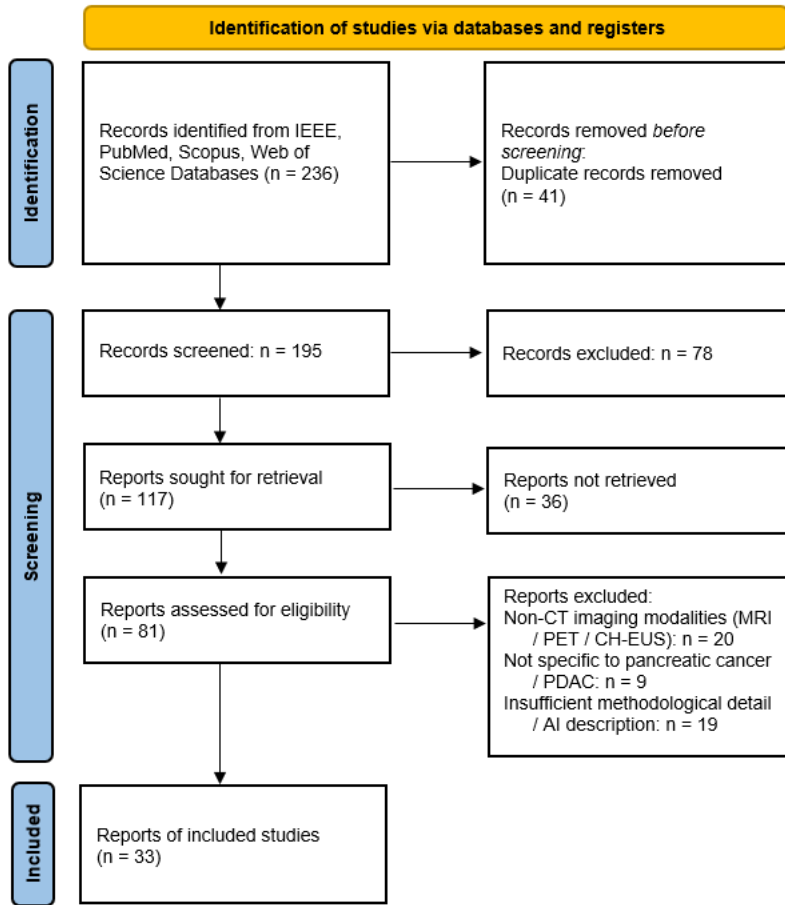 Identification of studies via databases and registers
Identification
Records identified from IEEE,
PubMed, Scopus, Web of
Science Databases (n = 236)
Records removed before
screening:
Duplicate records removed
(n = 41)
Screening
Records screened: n = 195
Records excluded: n = 78
Reports sought for retrieval
(n = 117)
Reports not retrieved
(n = 36)
Reports assessed for eligibility
(n = 81)
Reports excluded:
Non-CT imaging modalities (MRI
/ PET / CH-EUS): n = 20
Not specific to pancreatic cancer
/ PDAC: n = 9
Insufficient methodological detail
/ AI description: n = 19
Included
Reports of included studies
(n = 33)